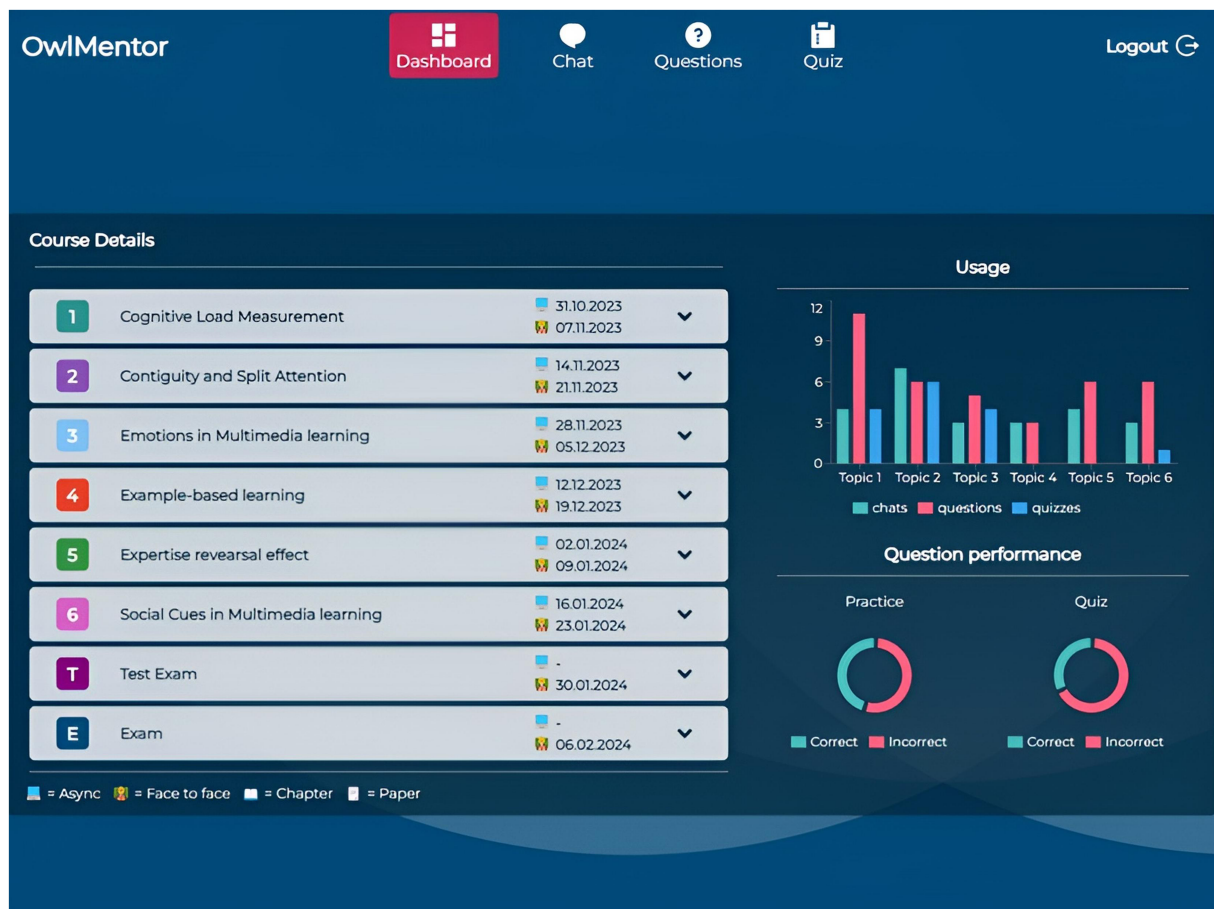 OwlMentor
Dashboard
Chat
Questions
Quiz
Logout
Course Details
1 Cognitive Load Measurement 31.10.2023
07.11.2023
2 Contiguity and Split Attention 14.11.2023
21.11.2023
3 Emotions in Multimedia learning 28.11.2023
05.12.2023
4 Example-based learning 12.12.2023
19.12.2023
5 Expertise revearsal effect 02.01.2024
09.01.2024
6 Social Cues in Multimedia learning 16.01.2024
23.01.2024
T Test Exam -
30.01.2024
E Exam -
06.02.2024
= Async = Face to face = Chapter = Paper
Usage
12
9
6
3
0
Topic 1 Topic 2 Topic 3 Topic 4 Topic 5 Topic 6
chats questions quizzes
Question performance
Practice Quiz
Correct Incorrect Correct Incorrect